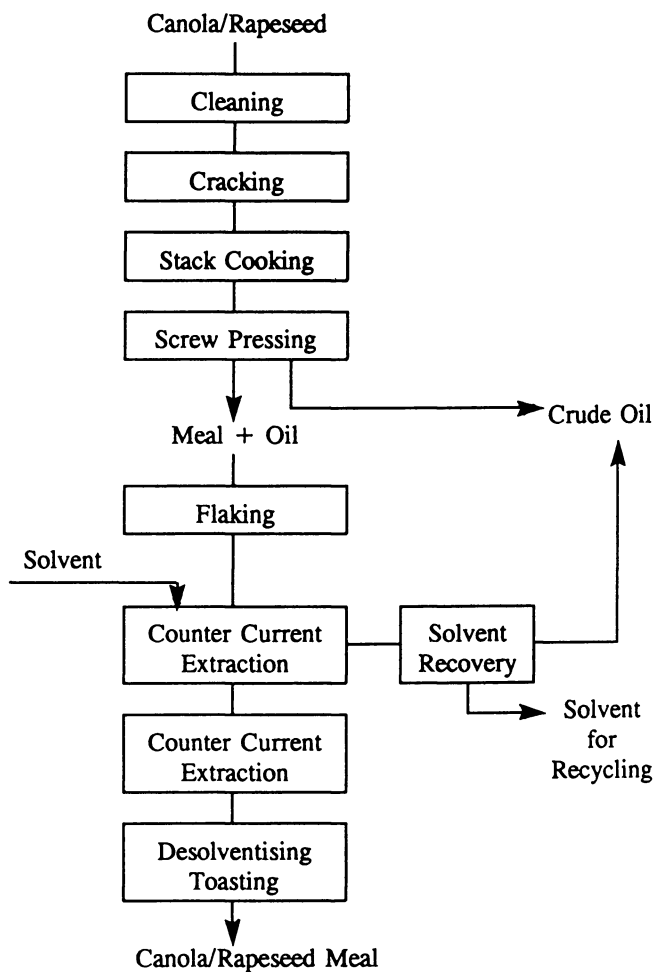 Canola/Rapeseed
Cleaning
Cracking
Stack Cooking
Screw Pressing
Crude Oil
Meal + Oil
Flaking
Solvent
Counter Current
Extraction
Solvent
Recovery
Solvent
for
Recycling
Counter Current
Extraction
Desolventising
Toasting
Canola/Rapeseed Meal